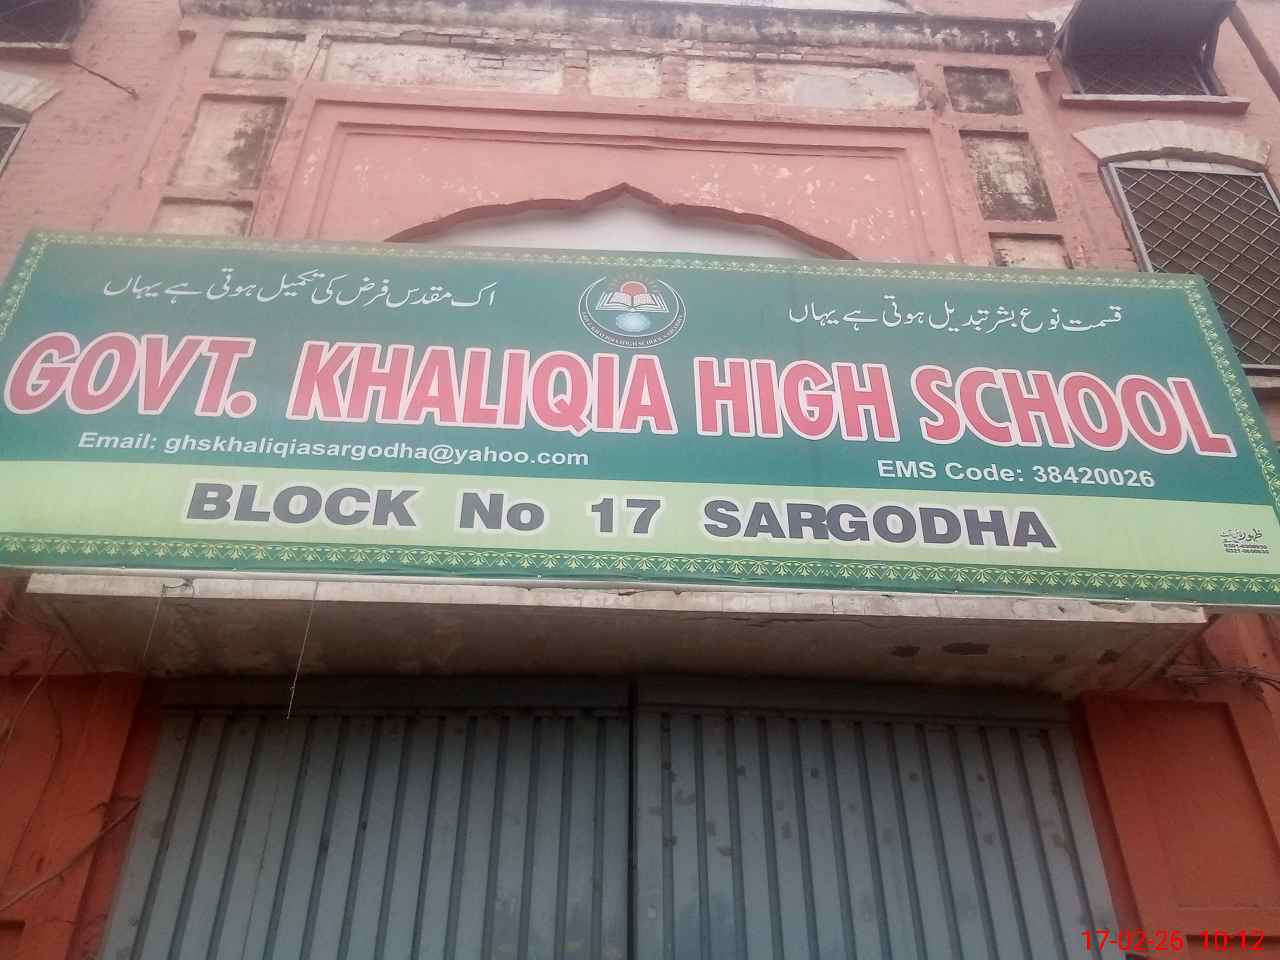 قسمت نوع بشر تبدیل ہوتی ہے یہاں
اک مقدس فرض کی تکمیل ہوتی ہے یہاں
GOVT. KHALIQIA HIGH SCHOOL
Email: ghskhaliqiasargodha@yahoo.com
EMS Code: 38420026
BLOCK No 17 SARGODHA
17-02-25 10:12